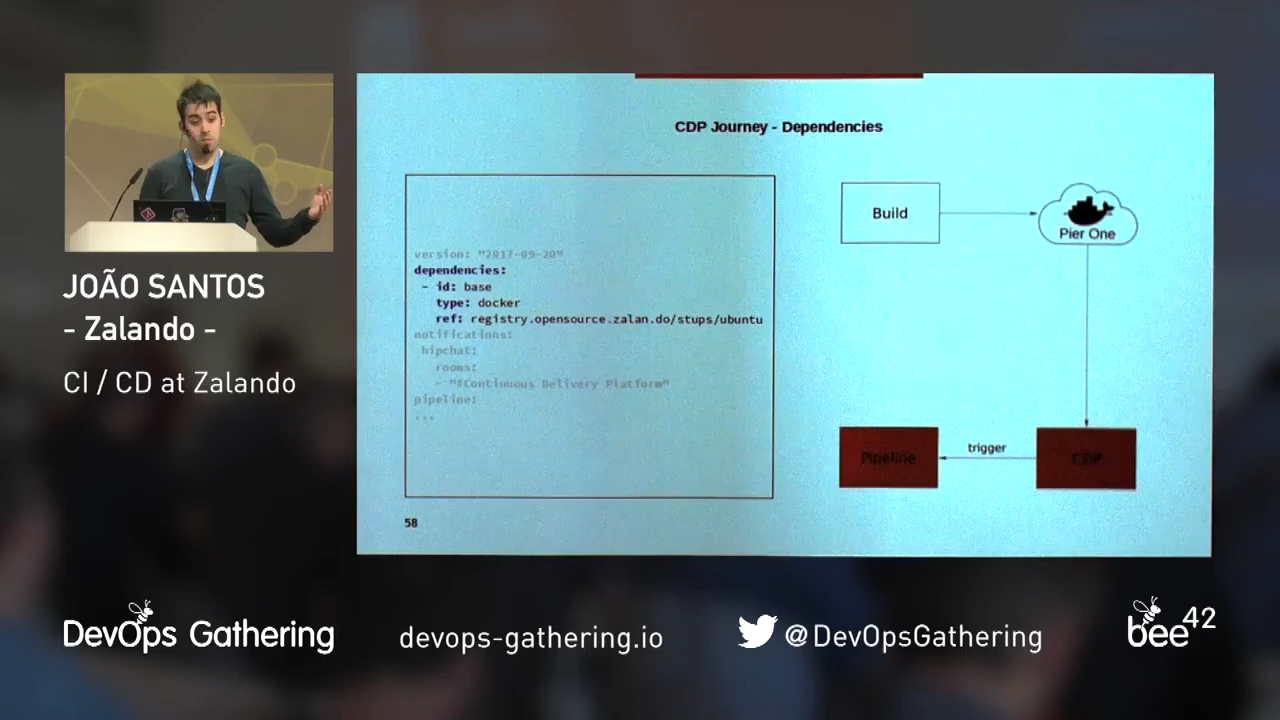 CDP Journey - Dependencies
version: "2017-09-20"
dependencies:
- id: base
type: docker
ref: registry.opensource.zalan.do/stups/ubuntu
notifications:
hipchat:
rooms:
- "#Continuous Delivery Platform"
pipeline:
...
58
Build
Pier One
Pipeline
trigger
CDP
JOÃO SANTOS
- Zalando -
CI / CD at Zalando
DevOps Gathering
devops-gathering.io
@DevOpsGathering
bee42